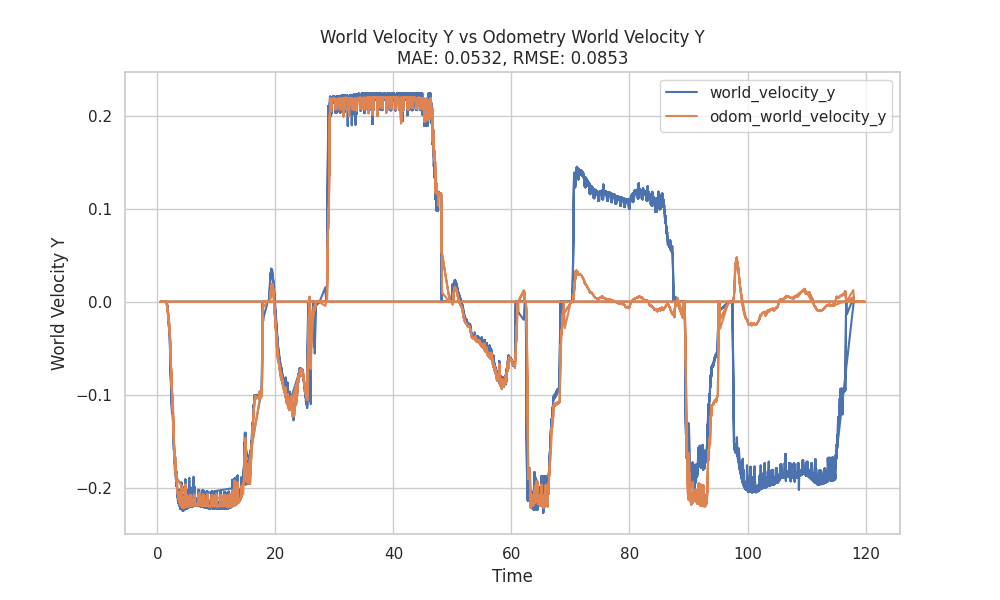 World Velocity Y vs Odometry World Velocity Y
MAE: 0.0532, RMSE: 0.0853
world_velocity_y
odom_world_velocity_y
World Velocity Y
0.2
0.1
0.0
−0.1
−0.2
0 20 40 60 80 100 120
Time